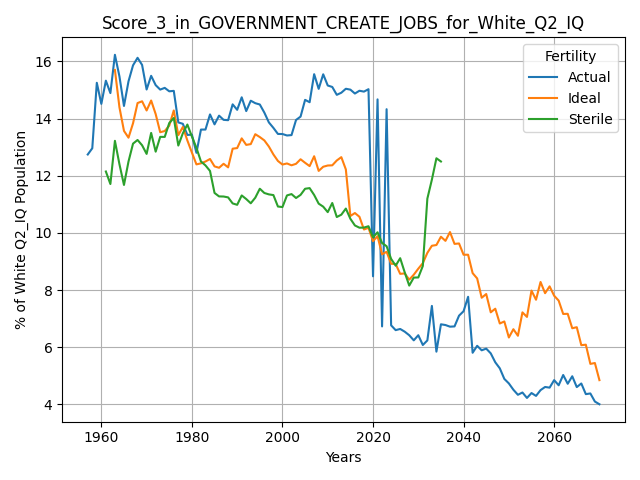 Score_3_in_GOVERNMENT_CREATE_JOBS_for_White_Q2_IQ
Fertility
Actual
Ideal
Sterile
% of White Q2_IQ Population
16
14
12
10
8
6
4
1960
1980
2000
2020
2040
2060
Years